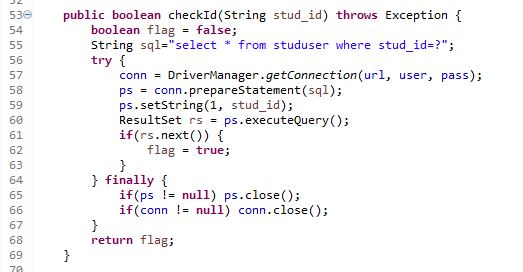 53 public boolean checkId(String stud_id) throws Exception {
54 boolean flag = false;
55 String sql="select * from studuser where stud_id=?";
56 try {
57 conn = DriverManager.getConnection(url, user, pass);
58 ps = conn.prepareStatement(sql);
59 ps.setString(1, stud_id);
60 ResultSet rs = ps.executeQuery();
61 if(rs.next()) {
62 flag = true;
63 }
64 } finally {
65 if(ps != null) ps.close();
66 if(conn != null) conn.close();
67 }
68 return flag;
69 }
70